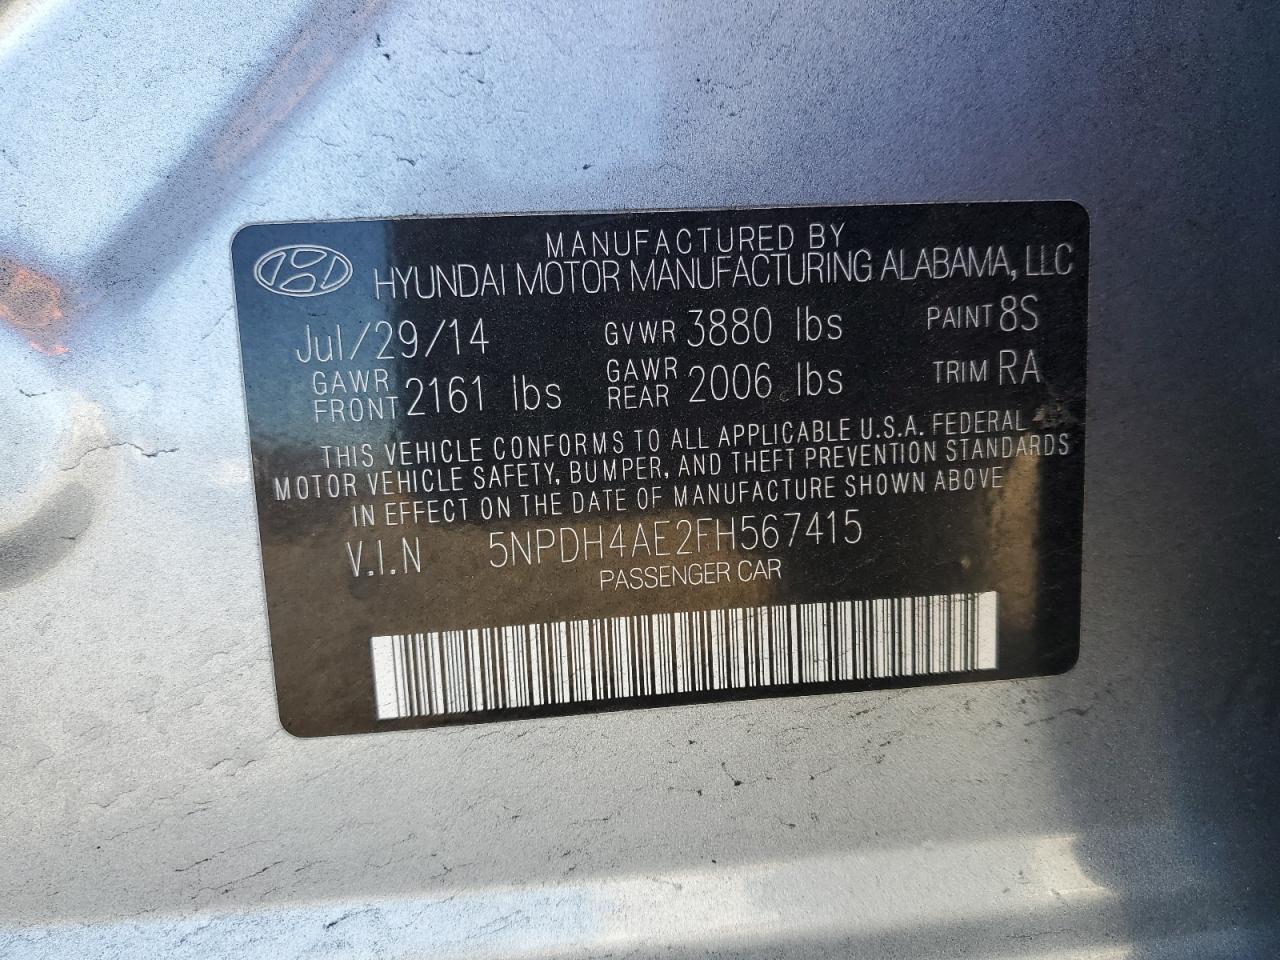 MANUFACTURED BY
HYUNDAI MOTOR MANUFACTURING ALABAMA, LLC
Jul/29/14 GVWR 3880 lbs PAINT 8S
GAWR FRONT 2161 lbs GAWR REAR 2006 lbs TRIM RA
THIS VEHICLE CONFORMS TO ALL APPLICABLE U.S.A. FEDERAL
MOTOR VEHICLE SAFETY, BUMPER, AND THEFT PREVENTION STANDARDS
IN EFFECT ON THE DATE OF MANUFACTURE SHOWN ABOVE
V.I.N 5NPDH4AE2FH567415
PASSENGER CAR